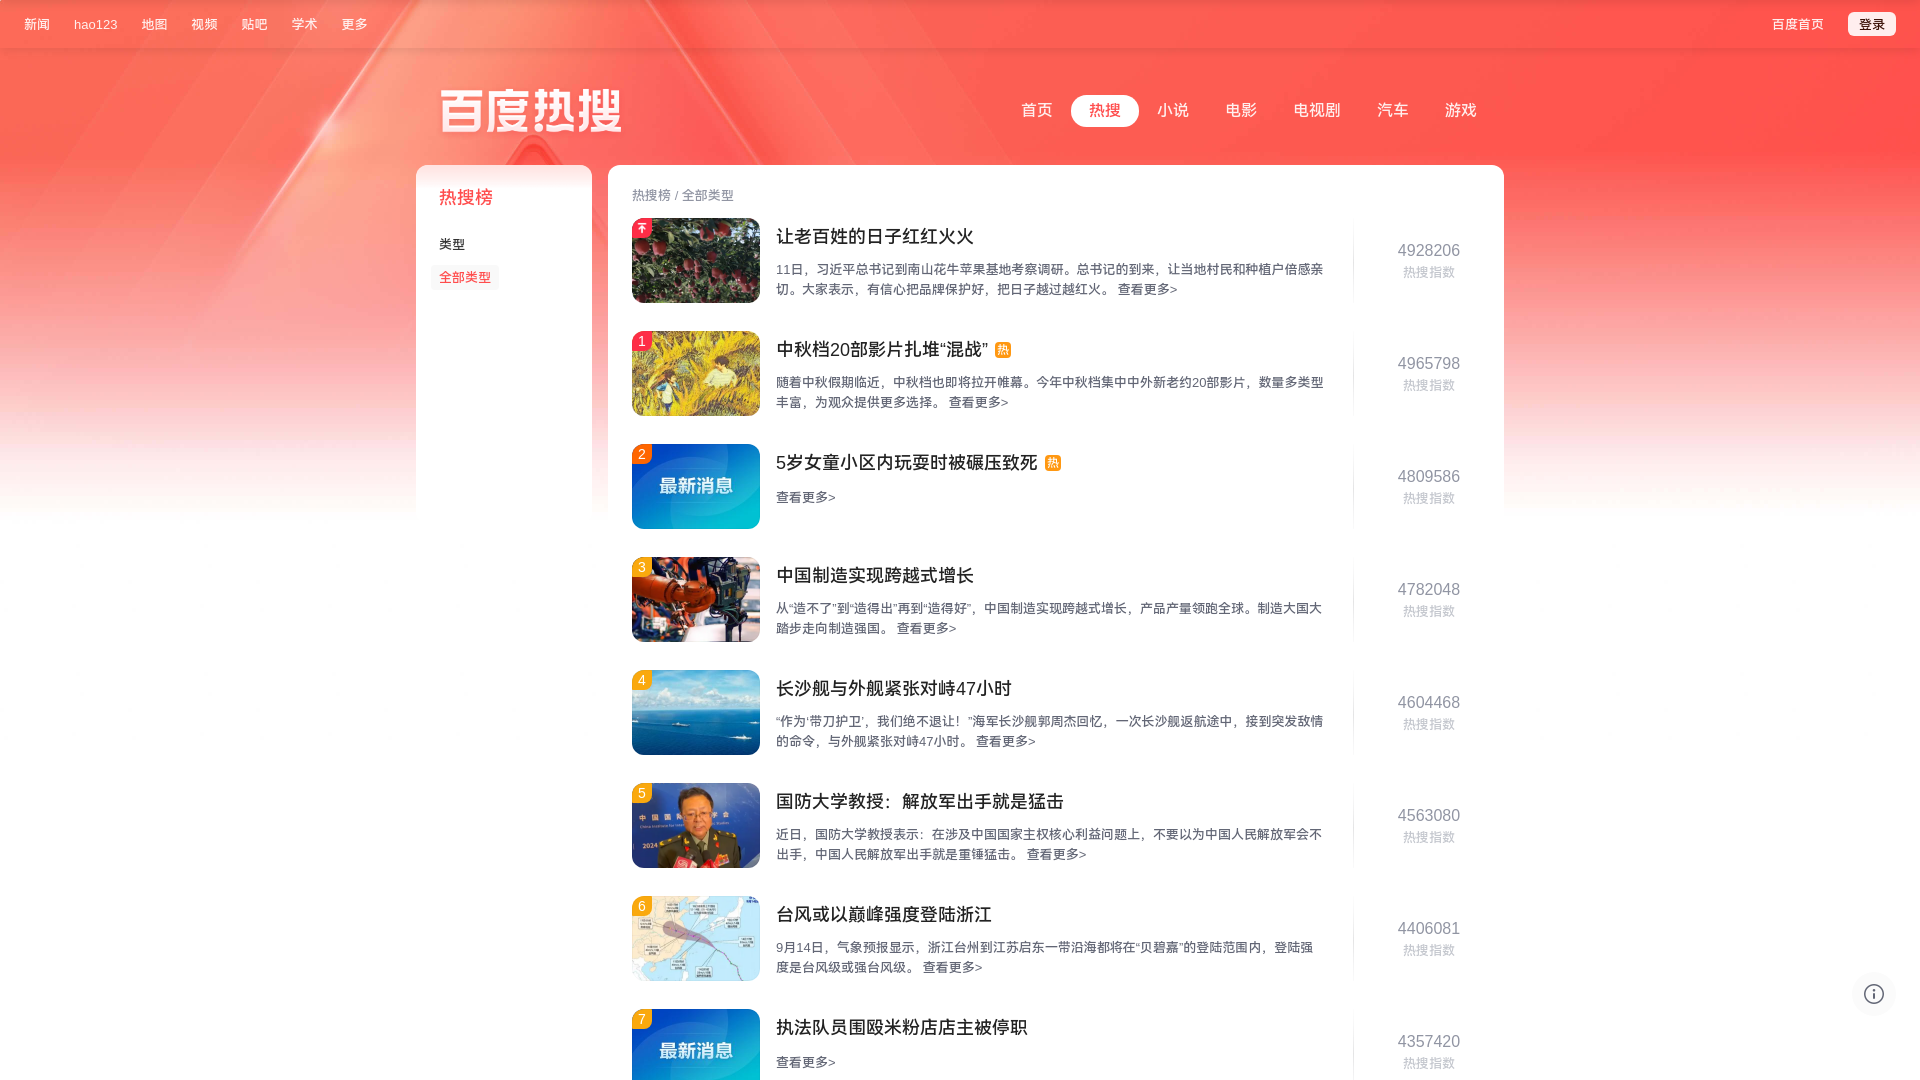 新闻 hao123 地图 视频 贴吧 学术 更多 百度首页 登录
百度热搜
首页 热搜 小说 电影 电视剧 汽车 游戏
热搜榜
类型
全部类型
热搜榜 / 全部类型
让老百姓的日子红红火火
11日，习近平总书记到南山花牛苹果基地考察调研。总书记的到来，让当地村民和种植户倍感亲
切。大家表示，有信心把品牌保护好，把日子越过越红火。 查看更多>
4928206
热搜指数
1
中秋档20部影片扎堆“混战” 热
随着中秋假期临近，中秋档也即将拉开帷幕。今年中秋档集中中外新老约20部影片，数量多类型
丰富，为观众提供更多选择。 查看更多>
4965798
热搜指数
2
最新消息
5岁女童小区内玩耍时被碾压致死 热
查看更多>
4809586
热搜指数
3
中国制造实现跨越式增长
从“造不了”到“造得出”再到“造得好”，中国制造实现跨越式增长，产品产量领跑全球。制造大国大
踏步走向制造强国。 查看更多>
4782048
热搜指数
4
长沙舰与外舰紧张对峙47小时
“作为‘带刀护卫’，我们绝不退让！”海军长沙舰郭周杰回忆，一次长沙舰返航途中，接到突发敌情
的命令，与外舰紧张对峙47小时。 查看更多>
4604468
热搜指数
5
国防大学教授：解放军出手就是猛击
近日，国防大学教授表示：在涉及中国国家主权核心利益问题上，不要以为中国人民解放军会不
出手，中国人民解放军出手就是重锤猛击。 查看更多>
4563080
热搜指数
6
台风或以巅峰强度登陆浙江
9月14日，气象预报显示，浙江台州到江苏启东一带沿海都将在“贝碧嘉”的登陆范围内，登陆强
度是台风级或强台风级。 查看更多>
4406081
热搜指数
7
最新消息
执法队员围殴米粉店店主被停职
查看更多>
4357420
热搜指数